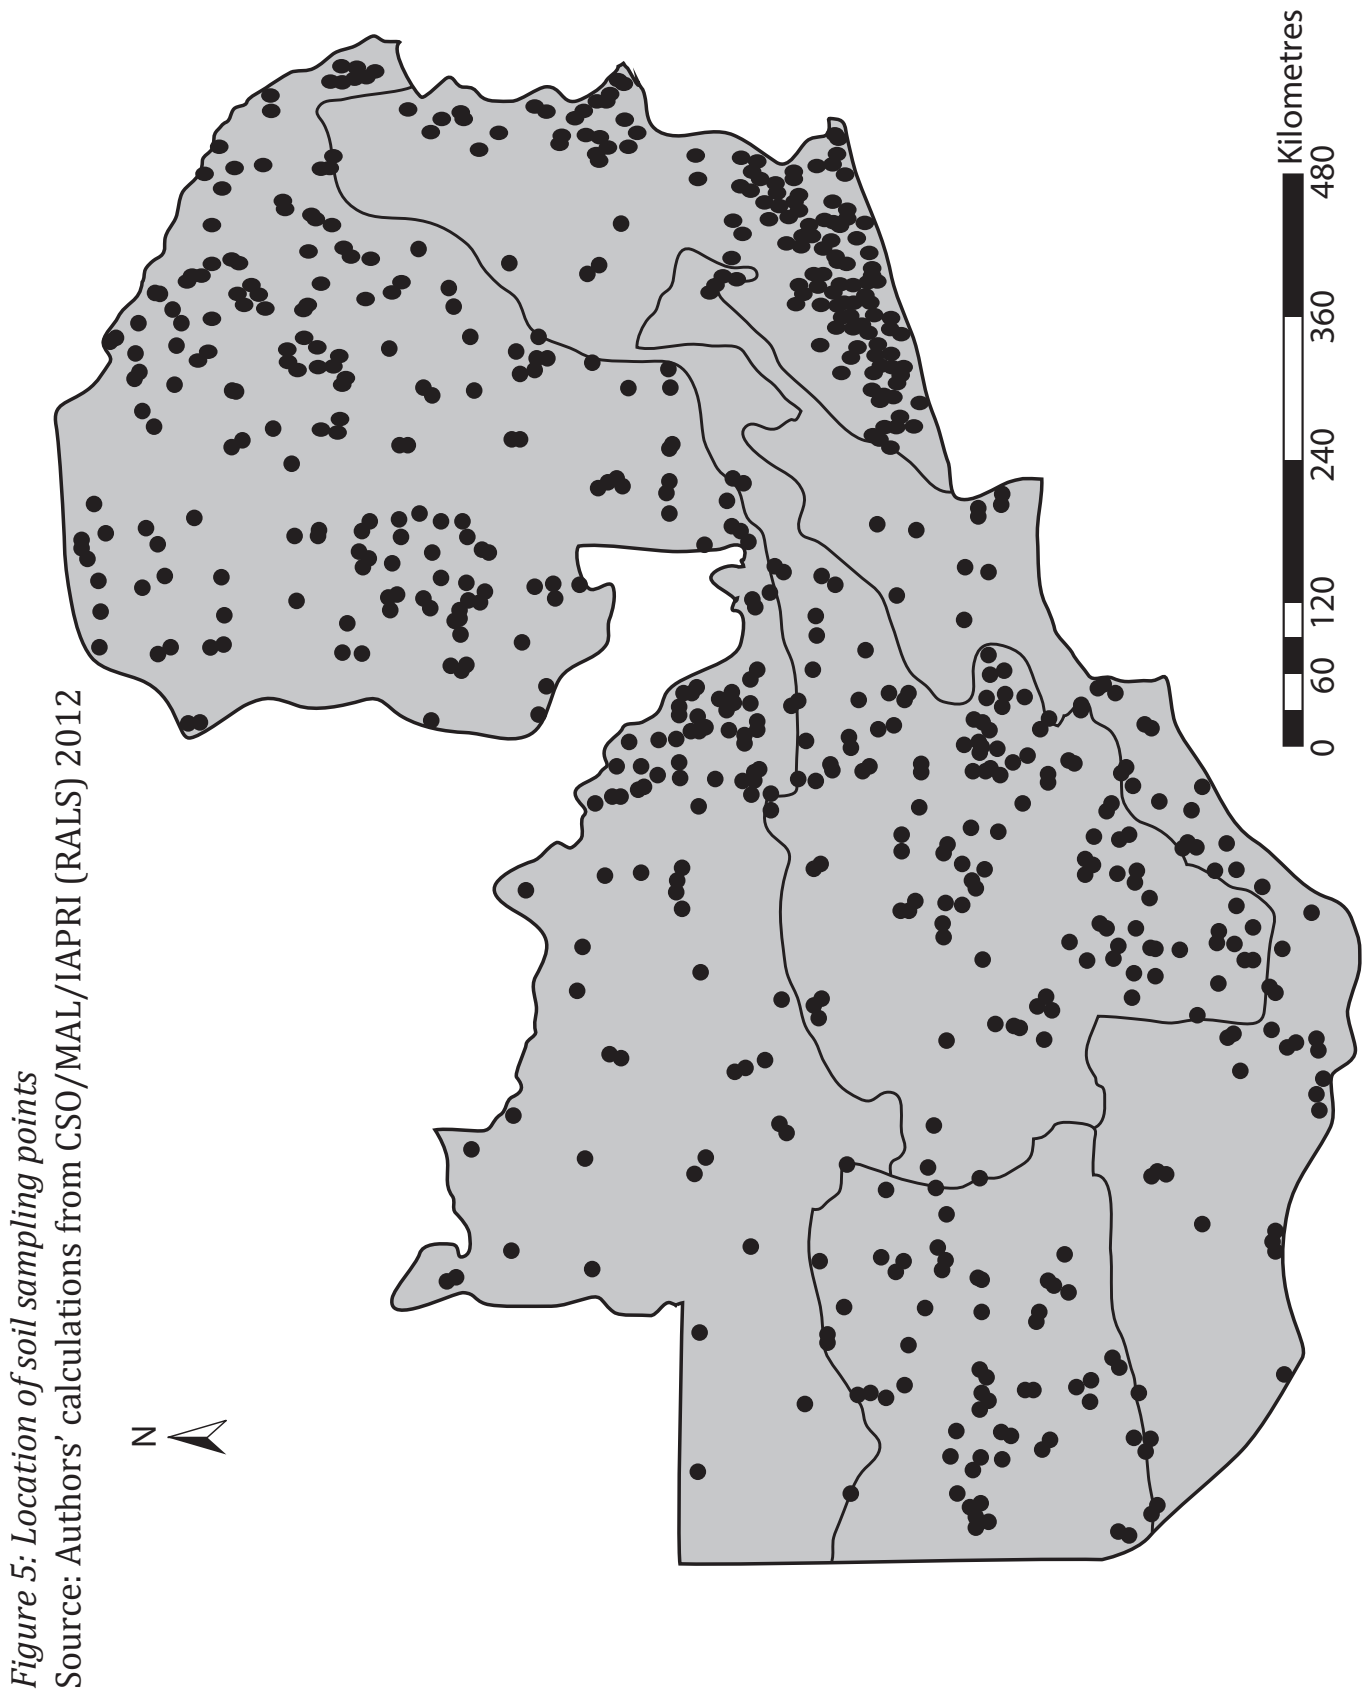 Figure 5: Location of soil sampling points
Source: Authors’ calculations from CSO/MAL/IAPRI (RALS) 2012
N
Kilometres
0 60 120 240 360 480